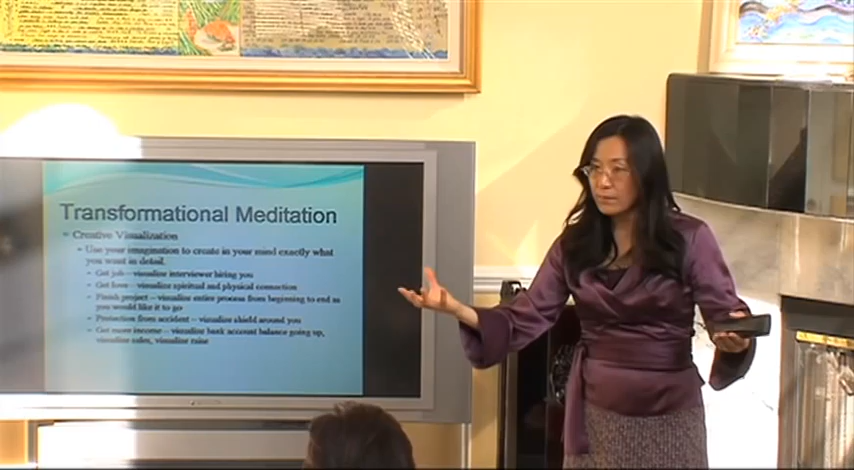 Transformational Meditation
Creative Visualization
Use your imagination to create in your mind exactly what
you want in detail.
Get job – visualize interviewer hiring you
Get love – visualize spiritual and physical connection
Finish project – visualize entire process from beginning to end as
you would like it to go
Protection from accident – visualize shield around you
Get more income – visualize bank account balance going up,
visualize sales, visualize raise